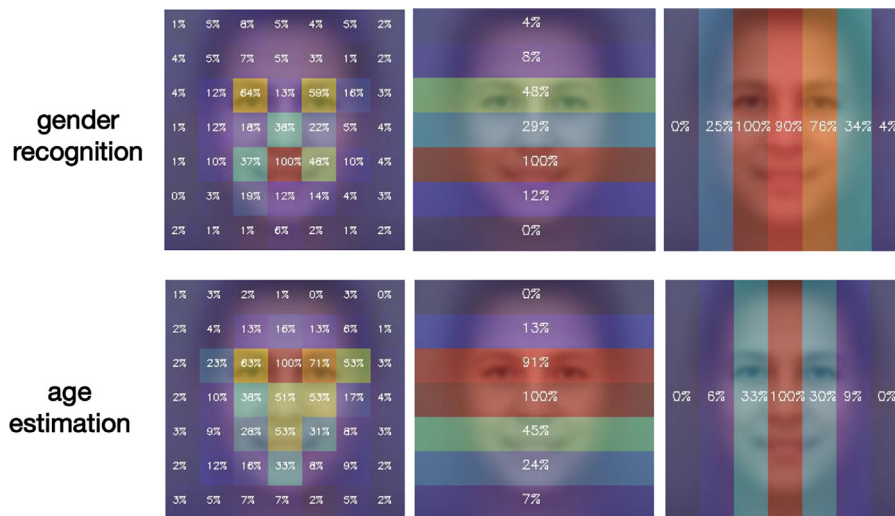 gender
recognition
1% 5% 8% 5% 4% 5% 2%
4% 5% 7% 5% 3% 1% 2%
4% 12% 64% 13% 59% 16% 3%
1% 12% 18% 38% 22% 5% 4%
1% 10% 37% 100% 48% 10% 4%
0% 3% 19% 12% 14% 4% 3%
2% 1% 1% 6% 2% 1% 2%
4%
8%
48%
29%
100%
12%
0%
0% 25% 100% 90% 76% 34% 4%
age
estimation
1% 3% 2% 1% 0% 3% 0%
2% 4% 13% 16% 13% 6% 1%
2% 23% 63% 100% 71% 53% 3%
2% 10% 36% 51% 53% 17% 4%
3% 9% 28% 53% 31% 8% 3%
2% 12% 16% 33% 8% 9% 2%
3% 5% 7% 7% 2% 5% 2%
0%
13%
91%
100%
45%
24%
7%
0% 6% 33% 100% 30% 9% 0%